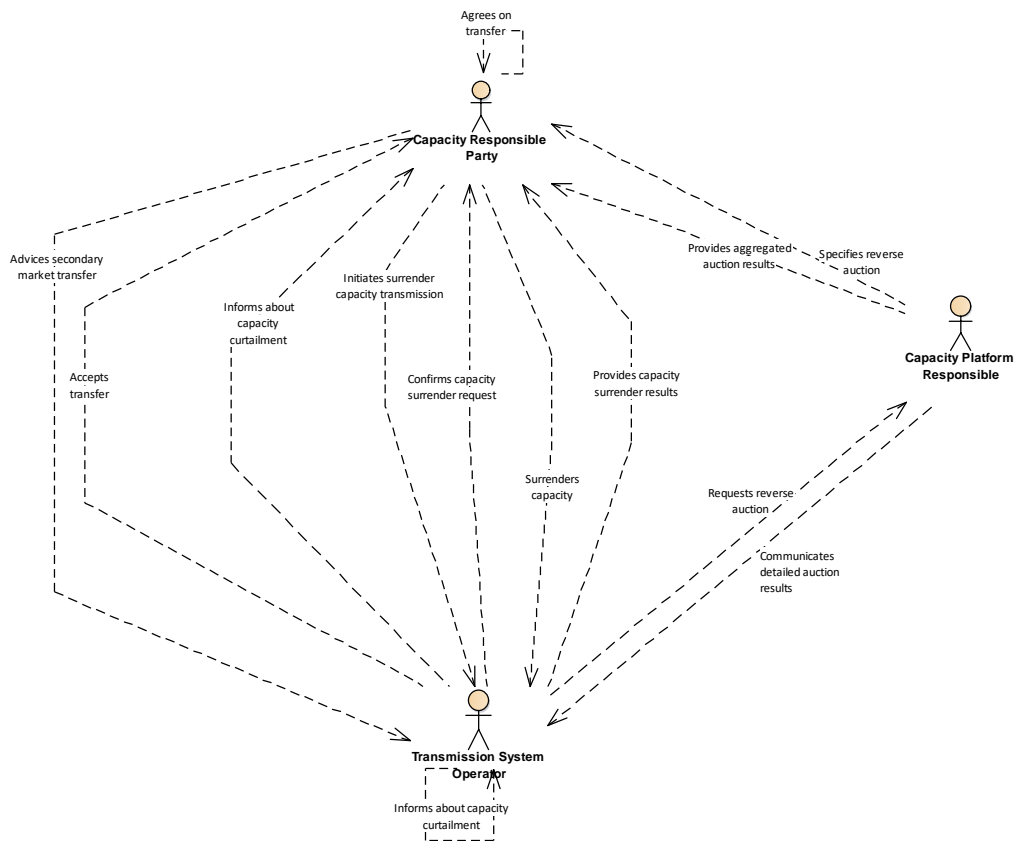 Agrees on
transfer
Capacity Responsible
Party
Advices secondary
market transfer
Accepts
transfer
Informs about
capacity
curtailment
Initiates surrender
capacity transmission
Confirms capacity
surrender request
Surrenders
capacity
Provides capacity
surrender results
Provides aggregated
auction results
Specifies reverse
auction
Capacity Platform
Responsible
Requests reverse
auction
Communicates
detailed auction
results
Transmission System
Operator
Informs about capacity
curtailment